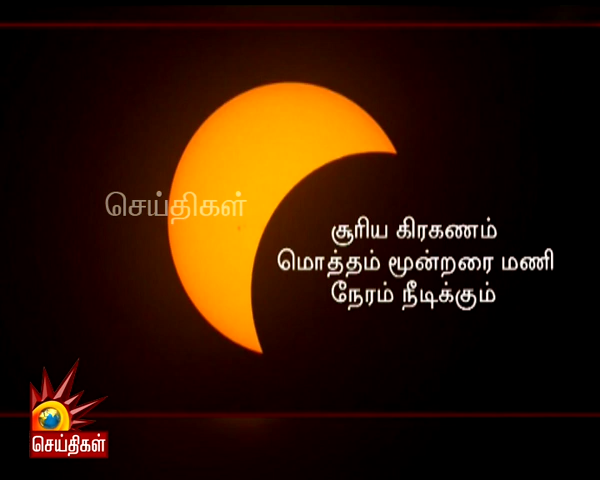 செய்திகள்
சூரிய கிரகணம்
மொத்தம் மூன்றரை மணி
நேரம் நீடிக்கும்
செய்திகள்